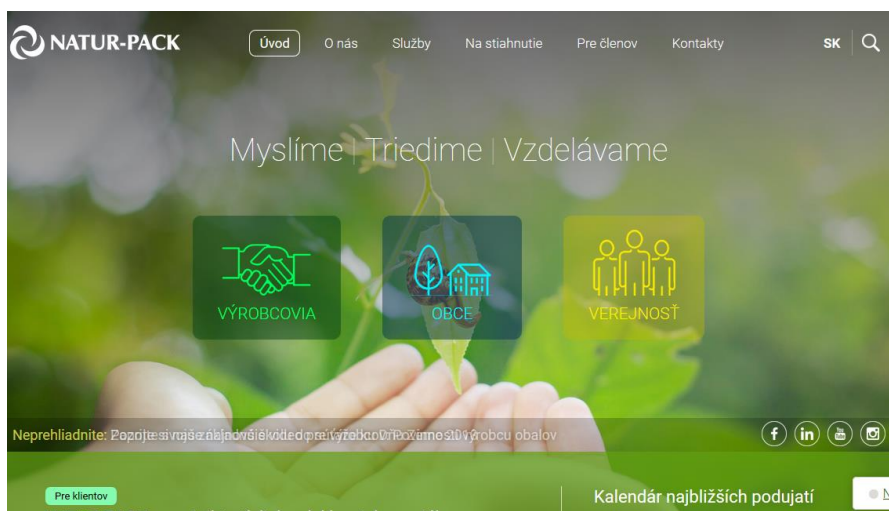 NATUR-PACK
Úvod O nás Služby Na stiahnutie Pre členov Kontakty SK
Myslíme | Triedime | Vzdelávame
VÝROBCOVIA OBCE VEREJNOSŤ
Neprehliadnite:
Pre klientov
Kalendár najbližších podujatí